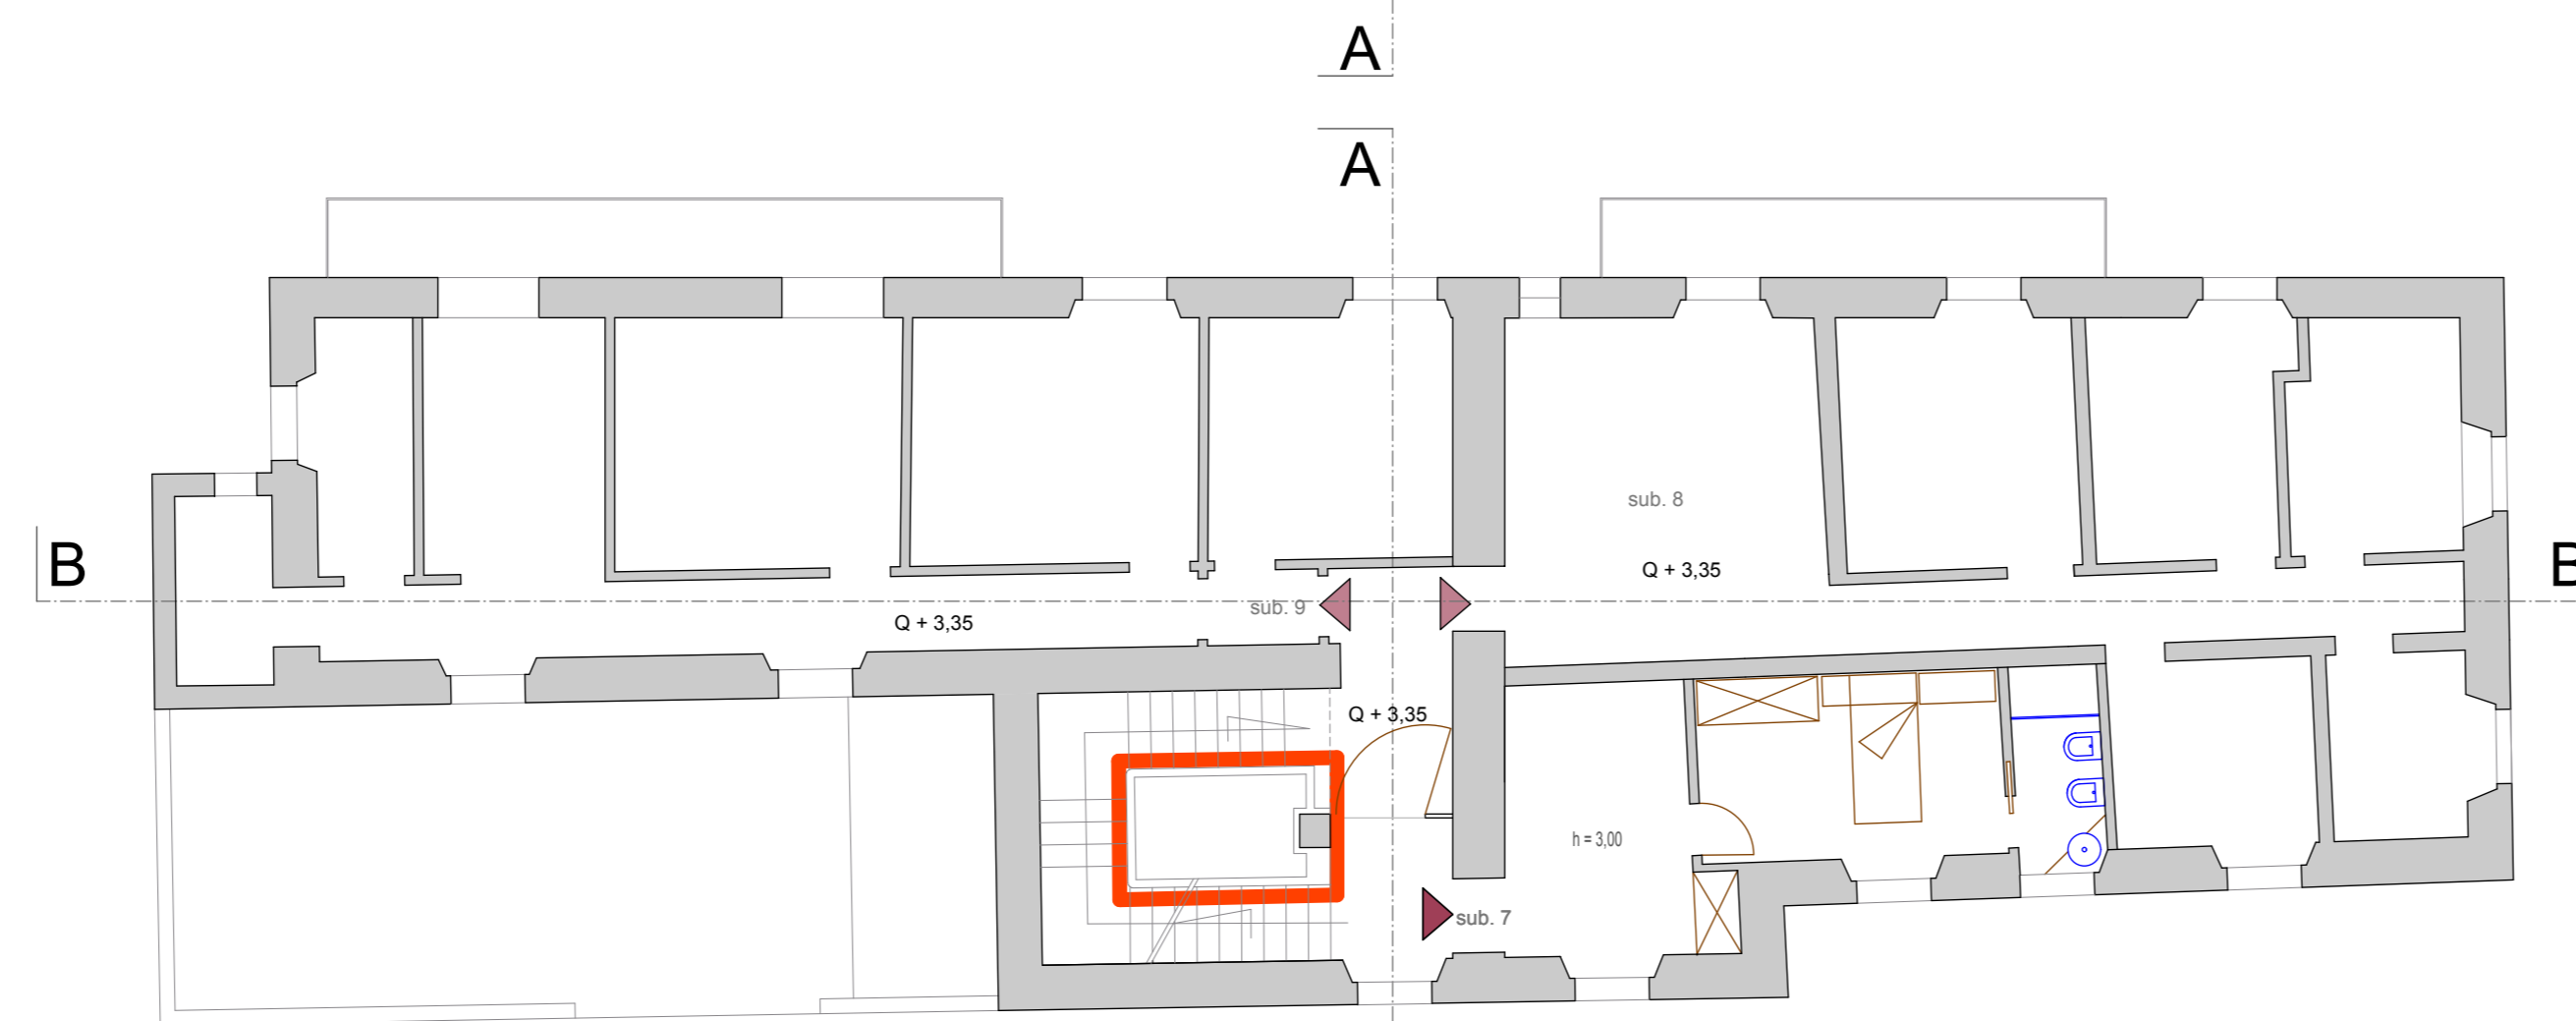 A
A
sub. 8
B
Q + 3,35
B
sub. 9
Q + 3,35
Q + 3,35
h = 3,00
sub. 7